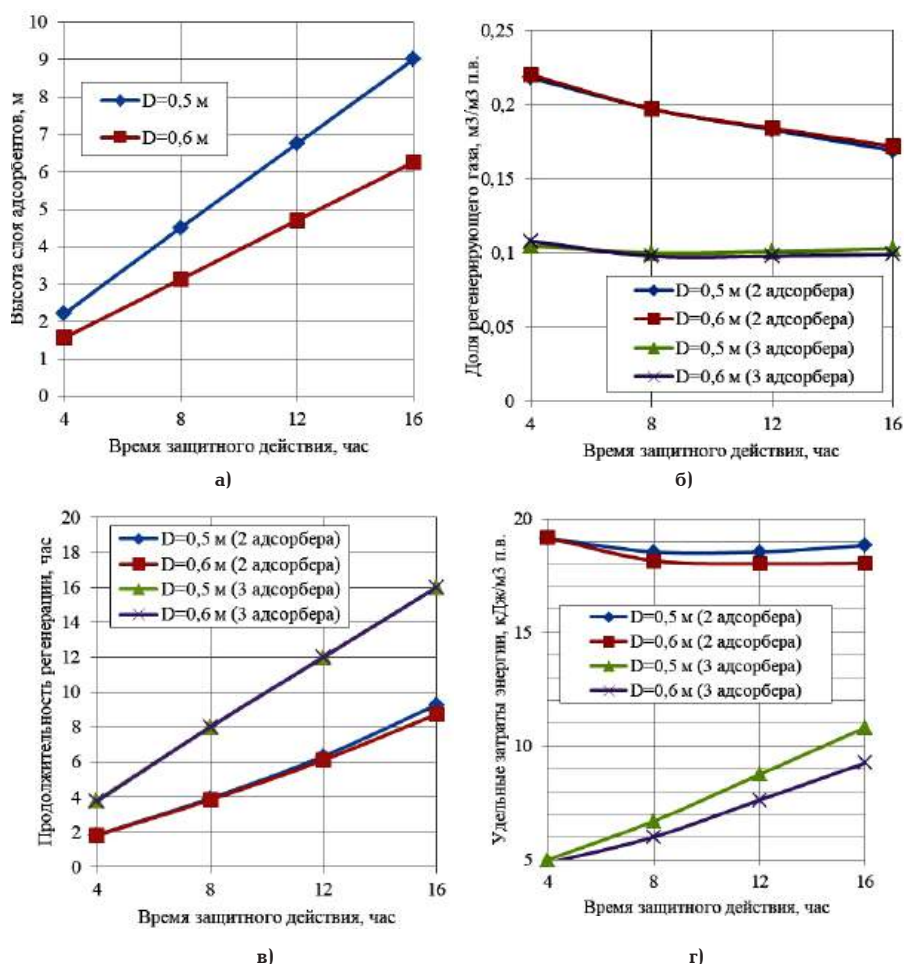 Высота слоя адсорбентов, м
10
9
8
7
6
5
4
3
2
1
0
D=0,5 м
D=0,6 м
4 8 12 16
Время защитного действия, час
а)
Доля регенерирующего газа, м3/м3 п.в.
0,25
0,2
0,15
0,1
0,05
0
D=0,5 м (2 адсорбера)
D=0,6 м (2 адсорбера)
D=0,5 м (3 адсорбера)
D=0,6 м (3 адсорбера)
4 8 12 16
Время защитного действия, час
б)
Продолжительность регенерации, час
20
18
16
14
12
10
8
6
4
2
0
D=0,5 м (2 адсорбера)
D=0,6 м (2 адсорбера)
D=0,5 м (3 адсорбера)
D=0,6 м (3 адсорбера)
4 8 12 16
Время защитного действия, час
в)
Удельные затраты энергии, кДж/м3 п.в.
20
15
10
5
D=0,5 м (2 адсорбера)
D=0,6 м (2 адсорбера)
D=0,5 м (3 адсорбера)
D=0,6 м (3 адсорбера)
4 8 12 16
Время защитного действия, час
г)